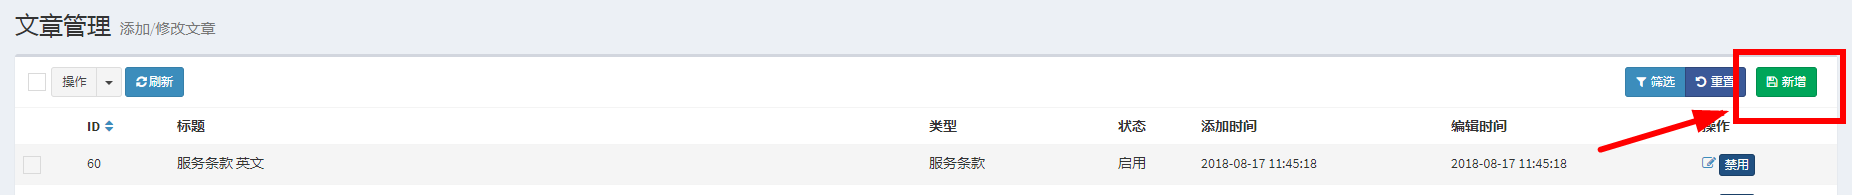 文章管理 添加/修改文章
操作 刷新 筛选 重置 新增
ID 标题 类型 状态 添加时间 编辑时间 操作
60 服务条款 英文 服务条款 启用 2018-08-17 11:45:18 2018-08-17 11:45:18 禁用